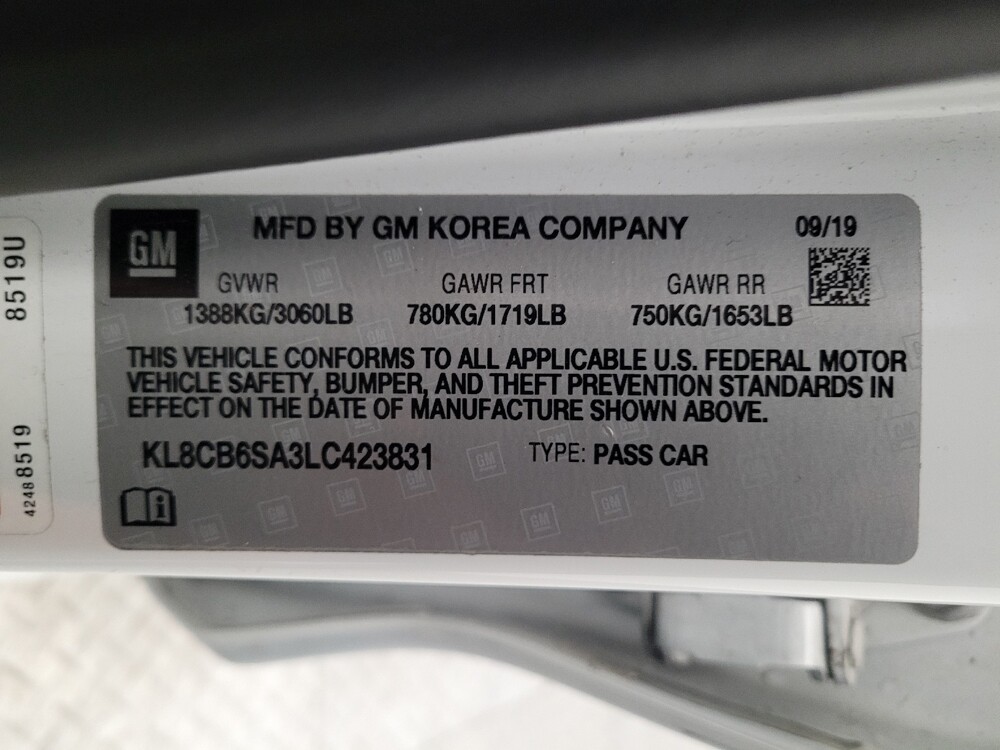 GM
MFD BY GM KOREA COMPANY 09/19
GVWR GAWR FRT GAWR RR
1388KG/3060LB 780KG/1719LB 750KG/1653LB
THIS VEHICLE CONFORMS TO ALL APPLICABLE U.S. FEDERAL MOTOR
VEHICLE SAFETY, BUMPER, AND THEFT PREVENTION STANDARDS IN
EFFECT ON THE DATE OF MANUFACTURE SHOWN ABOVE.
KL8CB6SA3LC423831 TYPE: PASS CAR
8519U
4248 8519